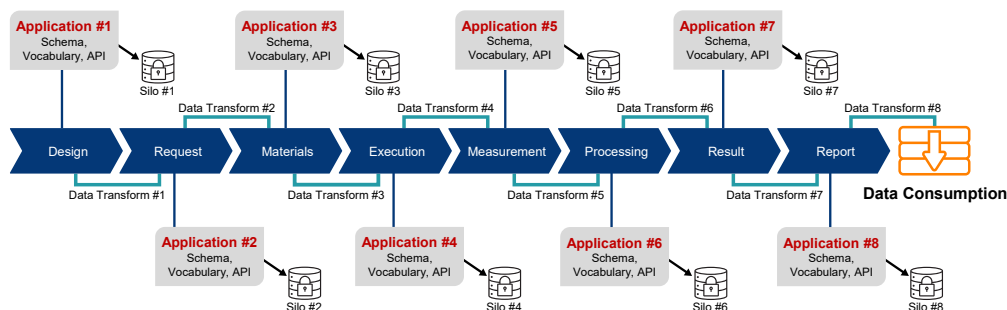 Application #1
Schema,
Vocabulary, API
Silo #1
Application #3
Schema,
Vocabulary, API
Silo #3
Application #5
Schema,
Vocabulary, API
Silo #5
Application #7
Schema,
Vocabulary, API
Silo #7
Data Transform #2
Data Transform #4
Data Transform #6
Data Transform #8
Design
Request
Materials
Execution
Measurement
Processing
Result
Report
Data Consumption
Data Transform #1
Data Transform #3
Data Transform #5
Data Transform #7
Application #2
Schema,
Vocabulary, API
Silo #2
Application #4
Schema,
Vocabulary, API
Silo #4
Application #6
Schema,
Vocabulary, API
Silo #6
Application #8
Schema,
Vocabulary, API
Silo #8